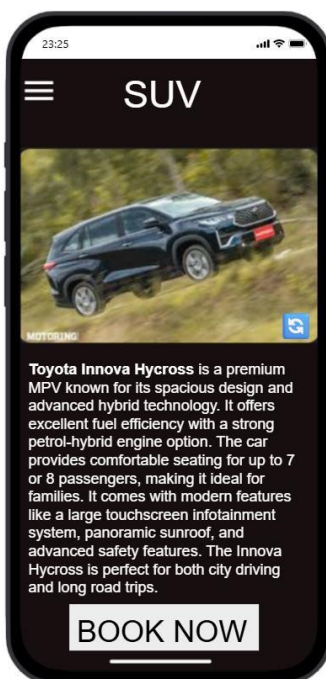 23:25
SUV
MOTORING
Toyota Innova Hycross is a premium
MPV known for its spacious design and
advanced hybrid technology. It offers
excellent fuel efficiency with a strong
petrol-hybrid engine option. The car
provides comfortable seating for up to 7
or 8 passengers, making it ideal for
families. It comes with modern features
like a large touchscreen infotainment
system, panoramic sunroof, and
advanced safety features. The Innova
Hycross is perfect for both city driving
and long road trips.
BOOK NOW